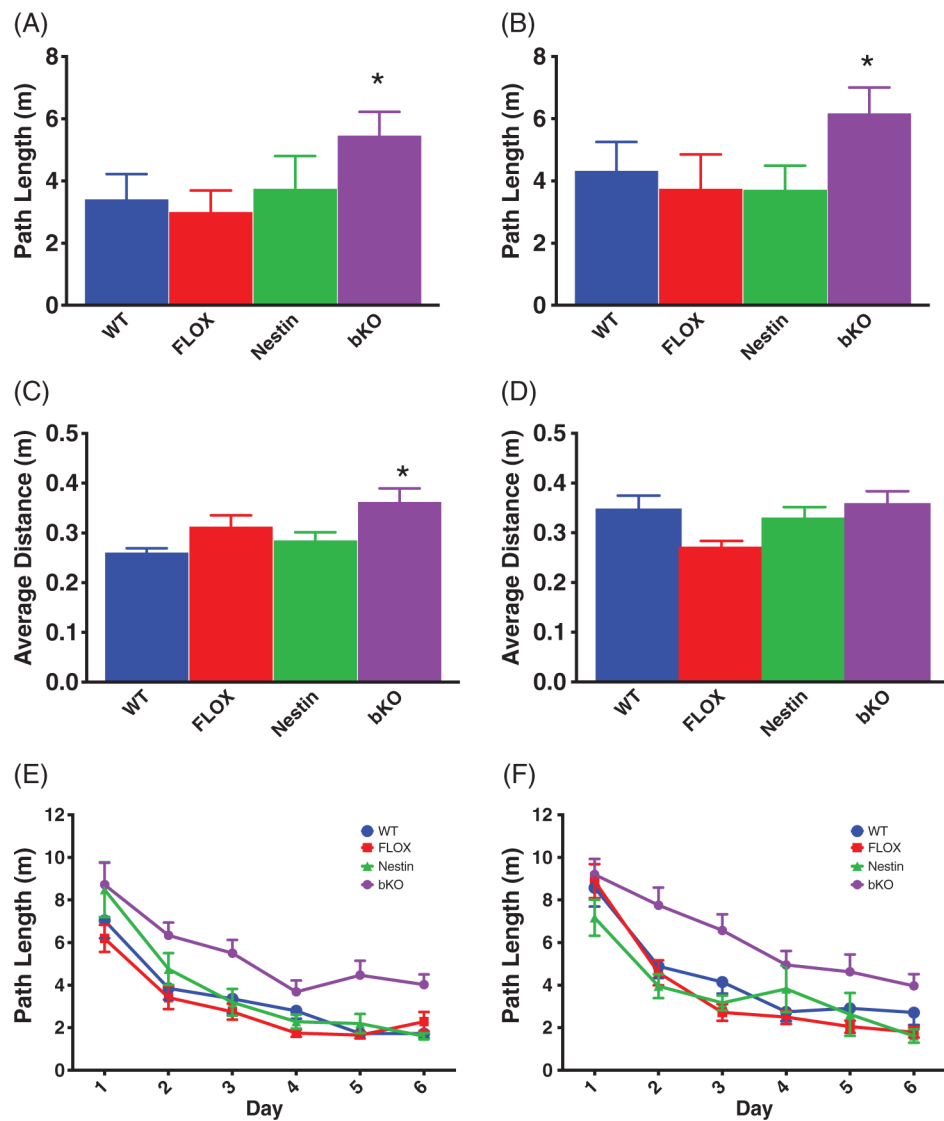 (A)
Path Length (m)
8
6
4
2
0
*
WT
FLOX
Nestin
bKO
(B)
Path Length (m)
8
6
4
2
0
*
WT
FLOX
Nestin
bKO
(C)
Average Distance (m)
0.5
0.4
0.3
0.2
0.1
0.0
*
WT
FLOX
Nestin
bKO
(D)
Average Distance (m)
0.5
0.4
0.3
0.2
0.1
0.0
WT
FLOX
Nestin
bKO
(E)
Path Length (m)
12
10
8
6
4
2
0
WT
FLOX
Nestin
bKO
1 2 3 4 5 6
Day
(F)
Path Length (m)
12
10
8
6
4
2
0
WT
FLOX
Nestin
bKO
1 2 3 4 5 6
Day